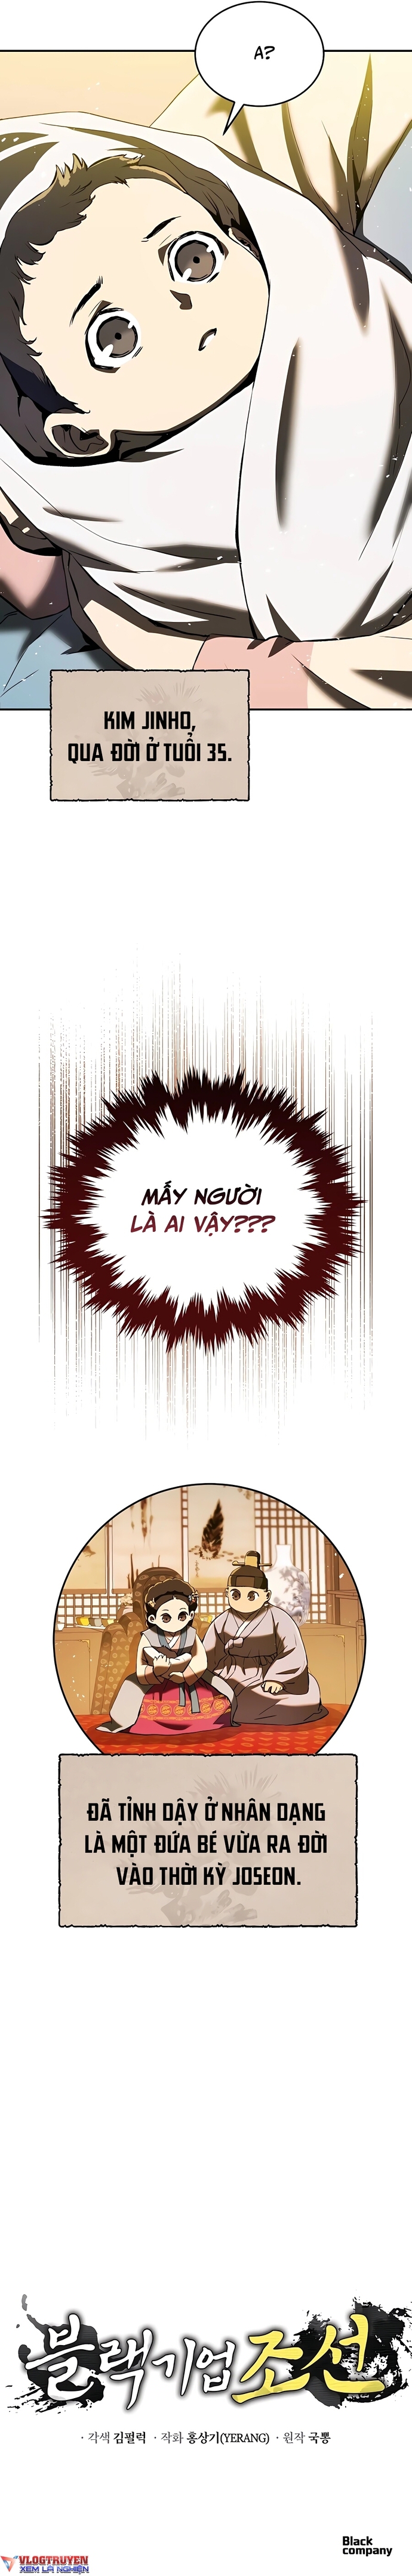 A?
KIM JINHO,
QUA ĐỜI Ở TUỔI 35.
MẤY NGƯỜI
LÀ AI VẬY???
ĐÃ TỈNH DẬY Ở NHÂN DẠNG
LÀ MỘT ĐỨA BÉ VỪA RA ĐỜI
VÀO THỜI KỲ JOSEON.
블랙기업조선
· 각색 김펄럭 · 작화 홍상기(YERANG) · 원작 국뽕
Black
company
VLOGTRUYEN
XEM LÀ NGHIỆN